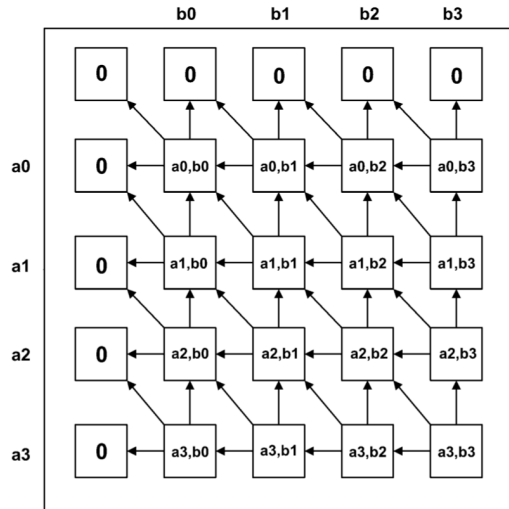 b0 b1 b2 b3
0 0 0 0 0
a0 0 a0,b0 a0,b1 a0,b2 a0,b3
a1 0 a1,b0 a1,b1 a1,b2 a1,b3
a2 0 a2,b0 a2,b1 a2,b2 a2,b3
a3 0 a3,b0 a3,b1 a3,b2 a3,b3